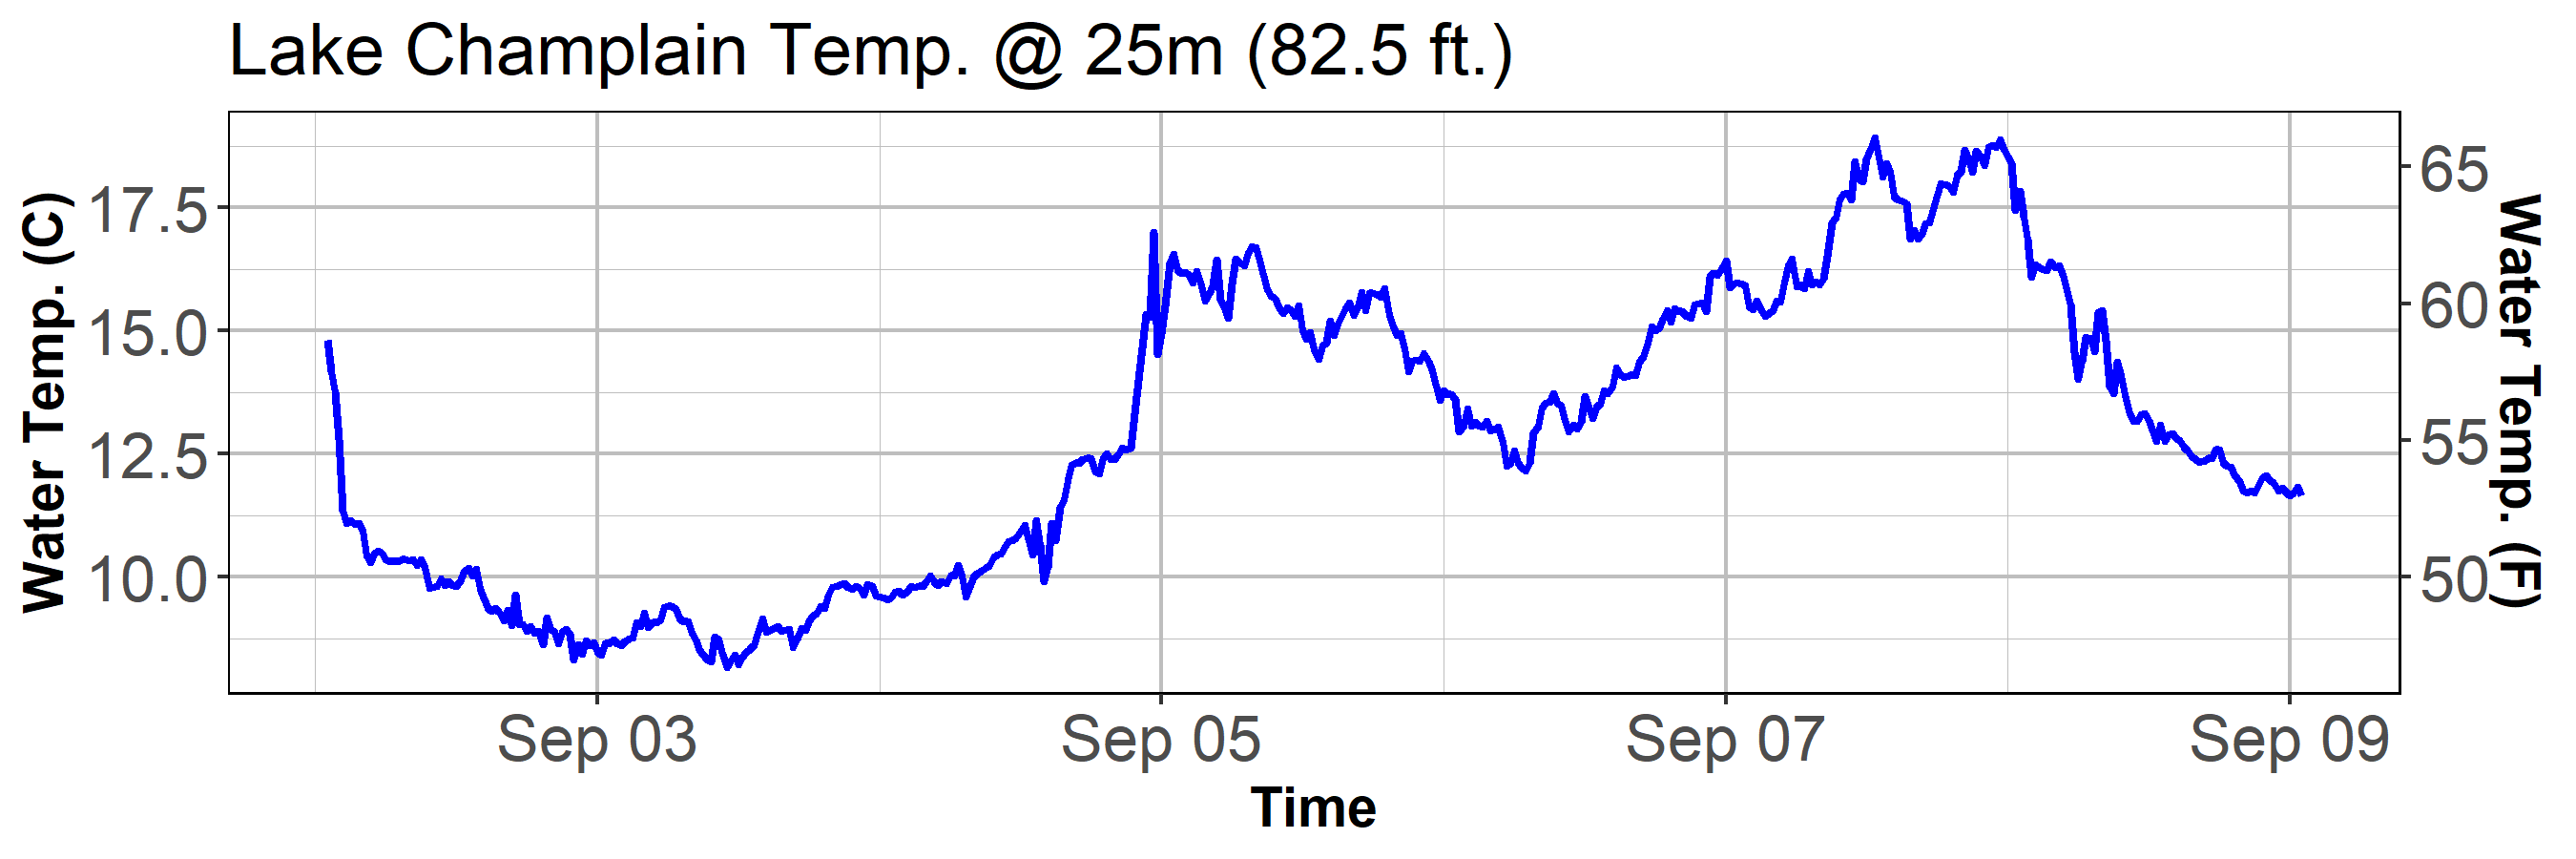 Lake Champlain Temp. @ 25m (82.5 ft.)
Water Temp. (C)
17.5
15.0
12.5
10.0
65
60
55
50
Water Temp. (F)
Sep 03 Sep 05 Sep 07 Sep 09
Time